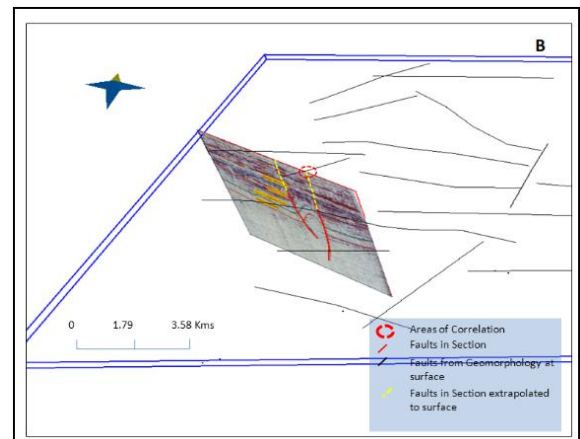 B
0 1.79 3.58 Kms
Areas of Correlation
Faults in Section
Faults from Geomorphology at
surface
Faults in Section extrapolated
to surface